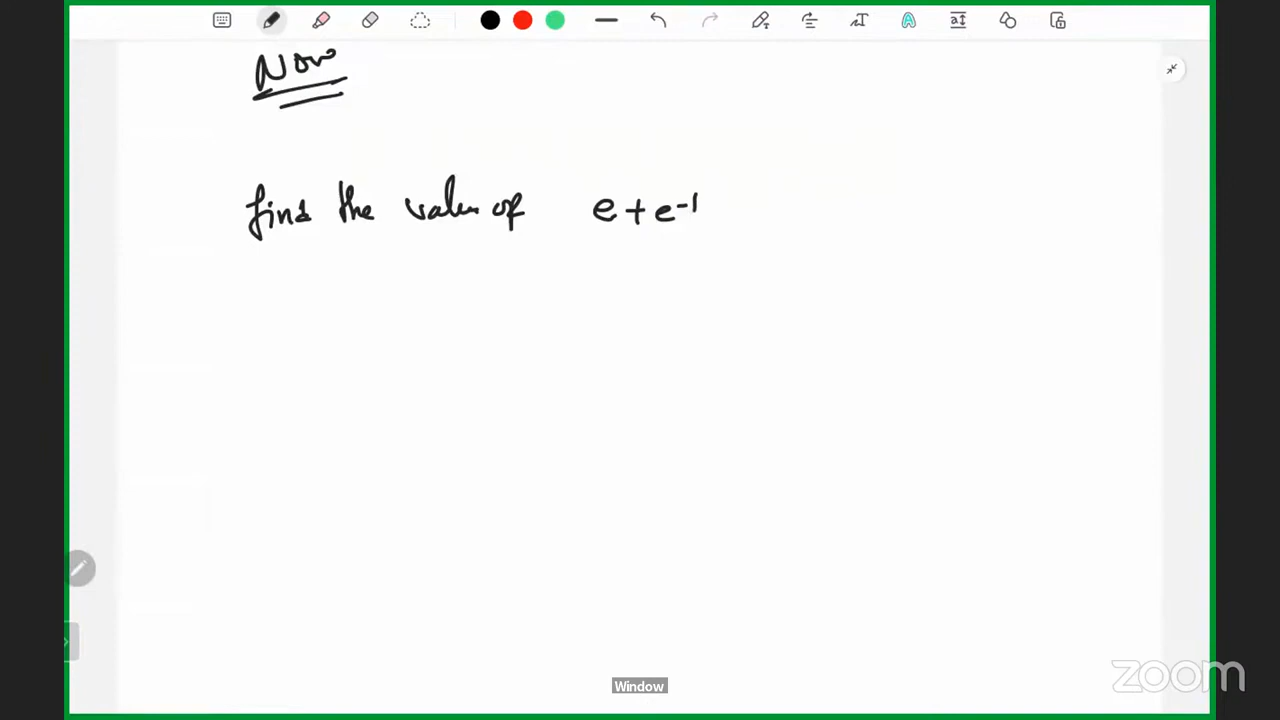 Now
find the value of e + e⁻¹
Window
zoom